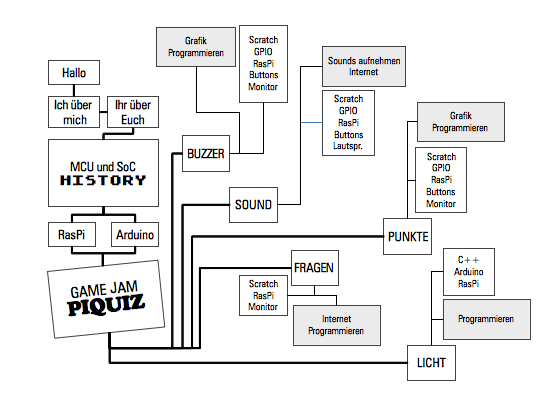 Hallo
Ich über
mich
Ihr über
Euch
MCU und SoC
HISTORY
RasPi
Arduino
GAME JAM
PIQUIZ
Grafik
Programmieren
Scratch
GPIO
RasPi
Buttons
Monitor
BUZZER
Sounds aufnehmen
Internet
Scratch
GPIO
RasPi
Buttons
Lautspr.
SOUND
Grafik
Programmieren
Scratch
GPIO
RasPi
Buttons
Monitor
PUNKTE
FRAGEN
Scratch
RasPi
Monitor
Internet
Programmieren
C++
Arduino
RasPi
Programmieren
LICHT